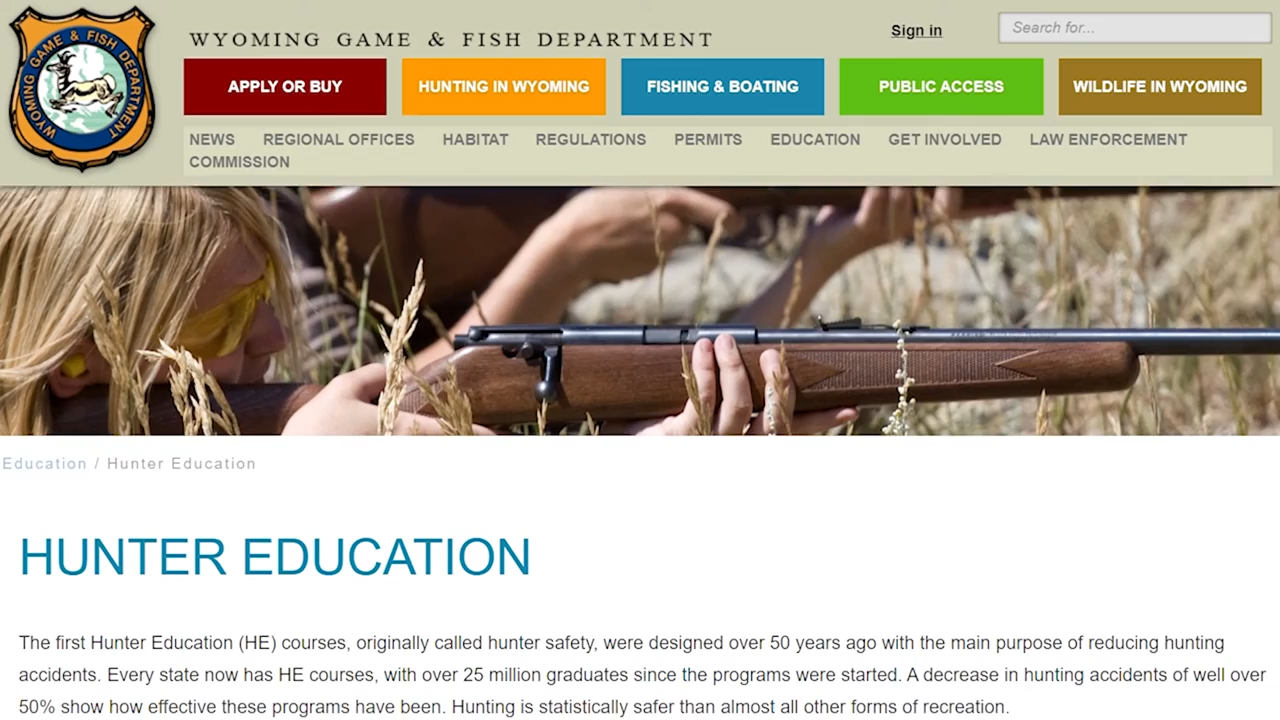 WYOMING GAME & FISH DEPARTMENT
WYOMING GAME & FISH DEPARTMENT
Sign in
Search for...
APPLY OR BUY
HUNTING IN WYOMING
FISHING & BOATING
PUBLIC ACCESS
WILDLIFE IN WYOMING
NEWS REGIONAL OFFICES HABITAT REGULATIONS PERMITS EDUCATION GET INVOLVED LAW ENFORCEMENT
COMMISSION
Education / Hunter Education
HUNTER EDUCATION
The first Hunter Education (HE) courses, originally called hunter safety, were designed over 50 years ago with the main purpose of reducing hunting
accidents. Every state now has HE courses, with over 25 million graduates since the programs were started. A decrease in hunting accidents of well over
50% show how effective these programs have been. Hunting is statistically safer than almost all other forms of recreation.